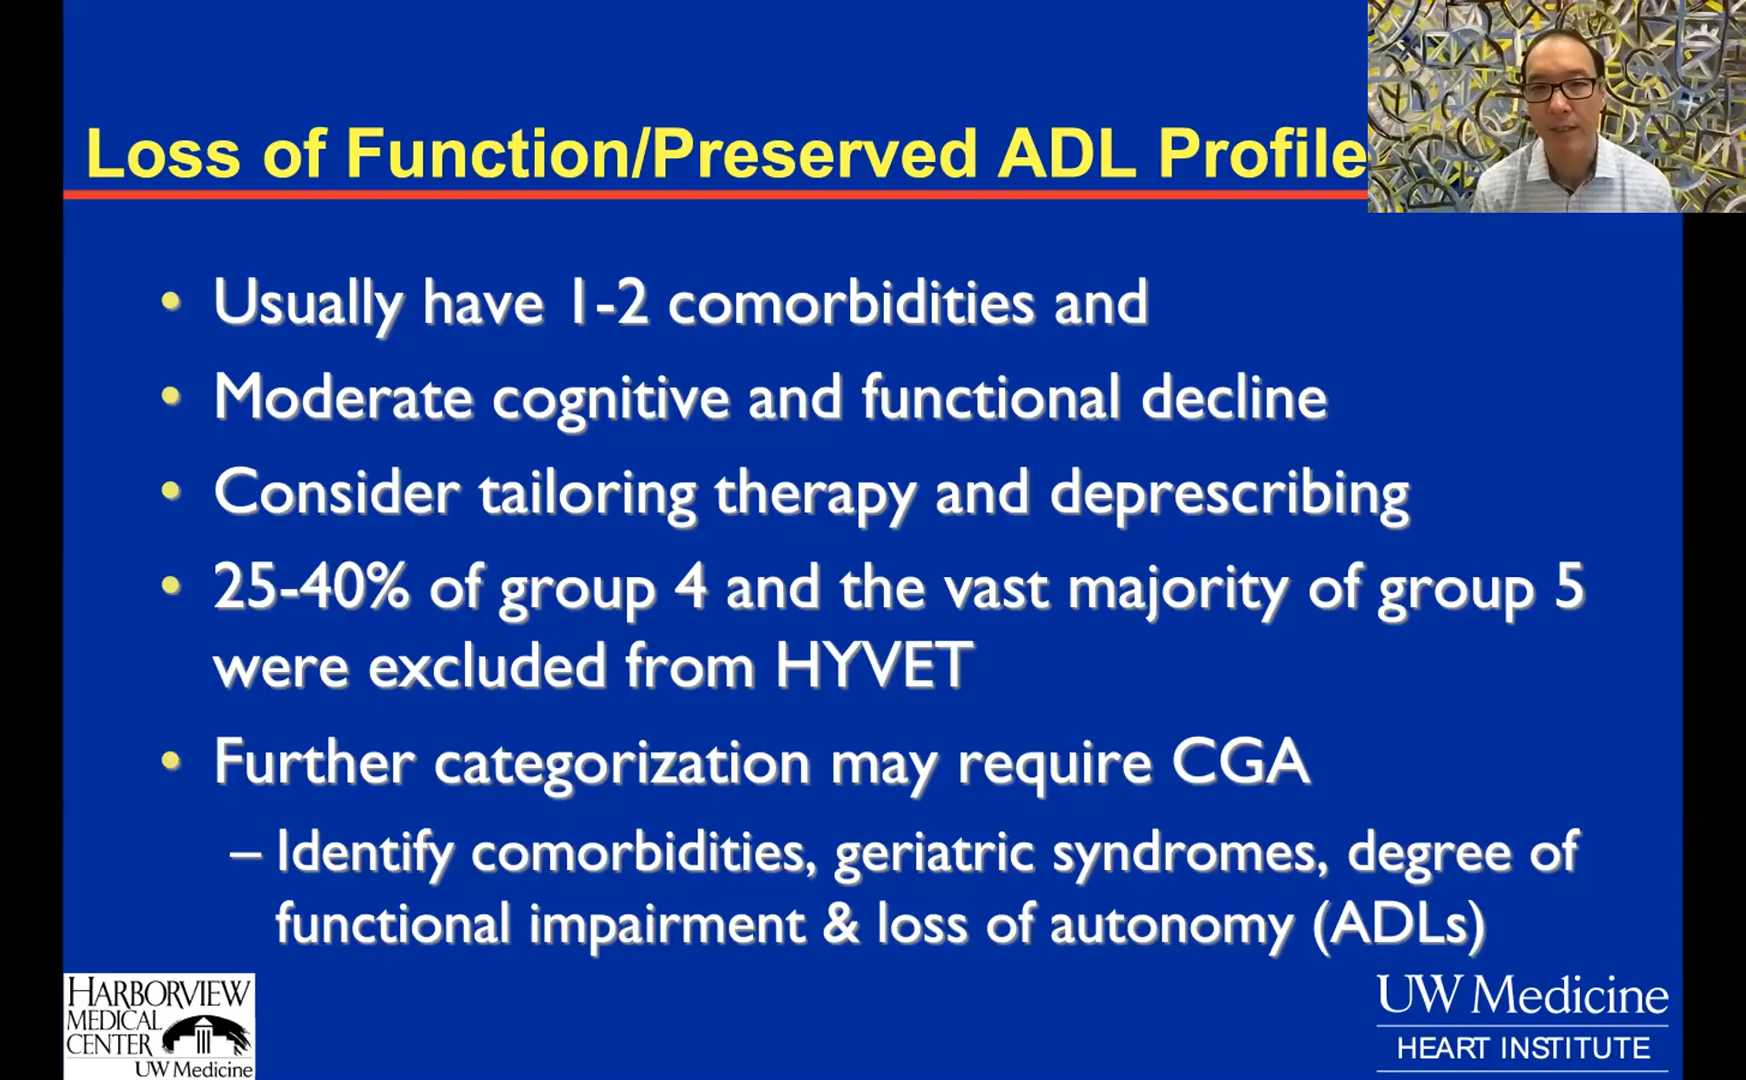 Loss of Function/Preserved ADL Profile
• Usually have 1-2 comorbidities and
• Moderate cognitive and functional decline
• Consider tailoring therapy and deprescribing
• 25-40% of group 4 and the vast majority of group 5
were excluded from HYVET
• Further categorization may require CGA
– Identify comorbidities, geriatric syndromes, degree of
functional impairment & loss of autonomy (ADLs)
HARBORVIEW
MEDICAL
CENTER
UW Medicine
UW Medicine
HEART INSTITUTE